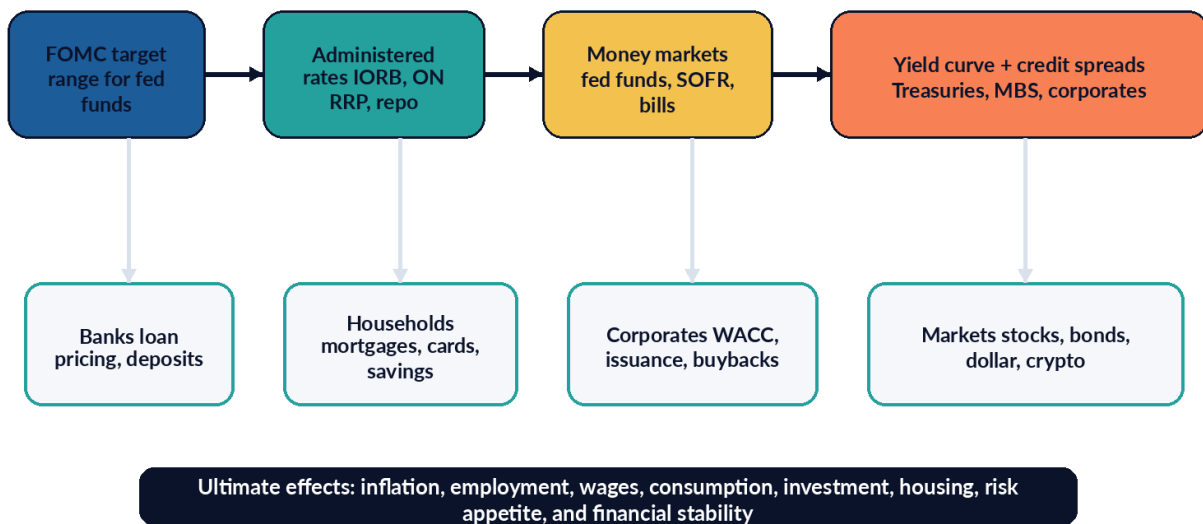 FOMC target
range for fed
funds
Administered
rates IORB, ON
RRP, repo
Money markets
fed funds, SOFR,
bills
Yield curve + credit spreads
Treasuries, MBS, corporates
Banks loan
pricing, deposits
Households
mortgages, cards,
savings
Corporates WACC,
issuance, buybacks
Markets stocks, bonds,
dollar, crypto
Ultimate effects: inflation, employment, wages, consumption, investment, housing, risk
appetite, and financial stability